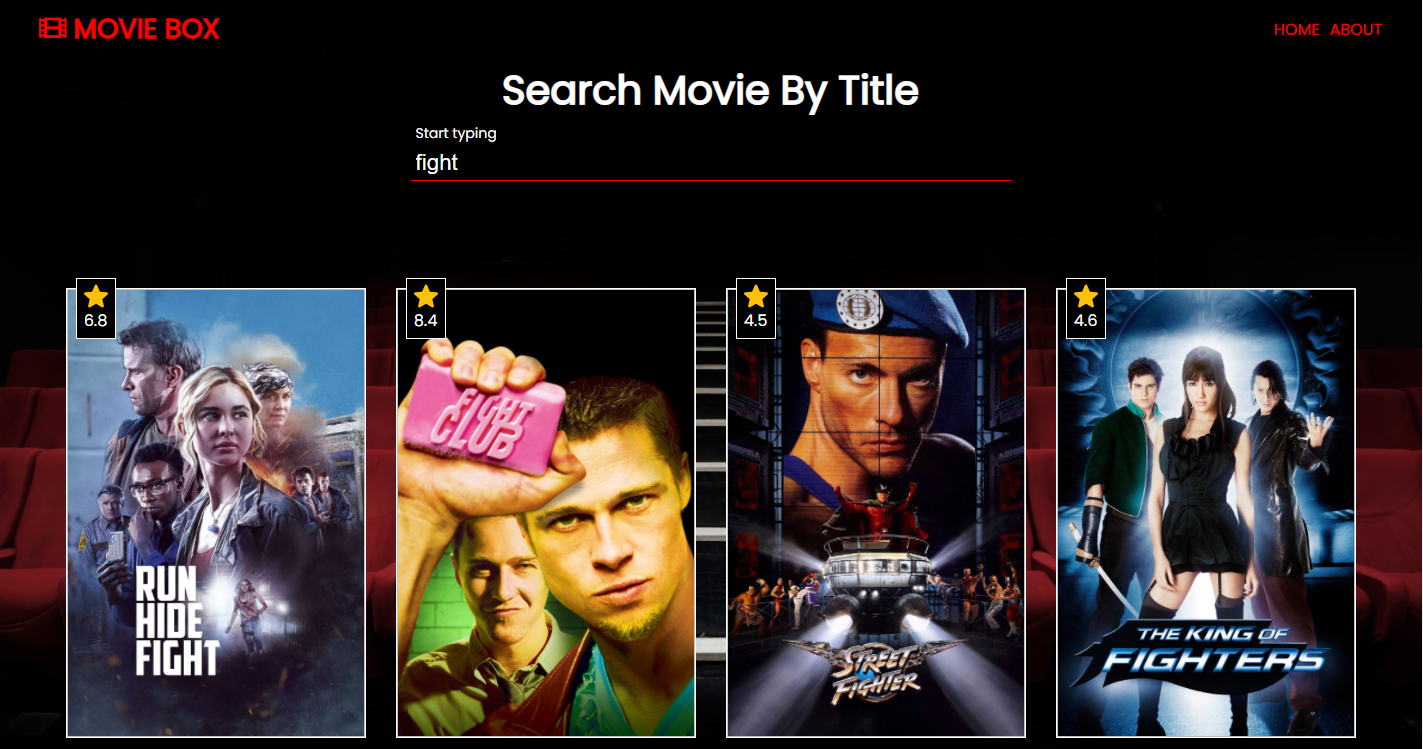 MOVIE BOX
HOME ABOUT
Search Movie By Title
Start typing
fight
6.8
8.4
4.5
4.6
RUN
HIDE
FIGHT
FIGHT
CLUB
STREET
FIGHTER
THE KING OF
FIGHTERS